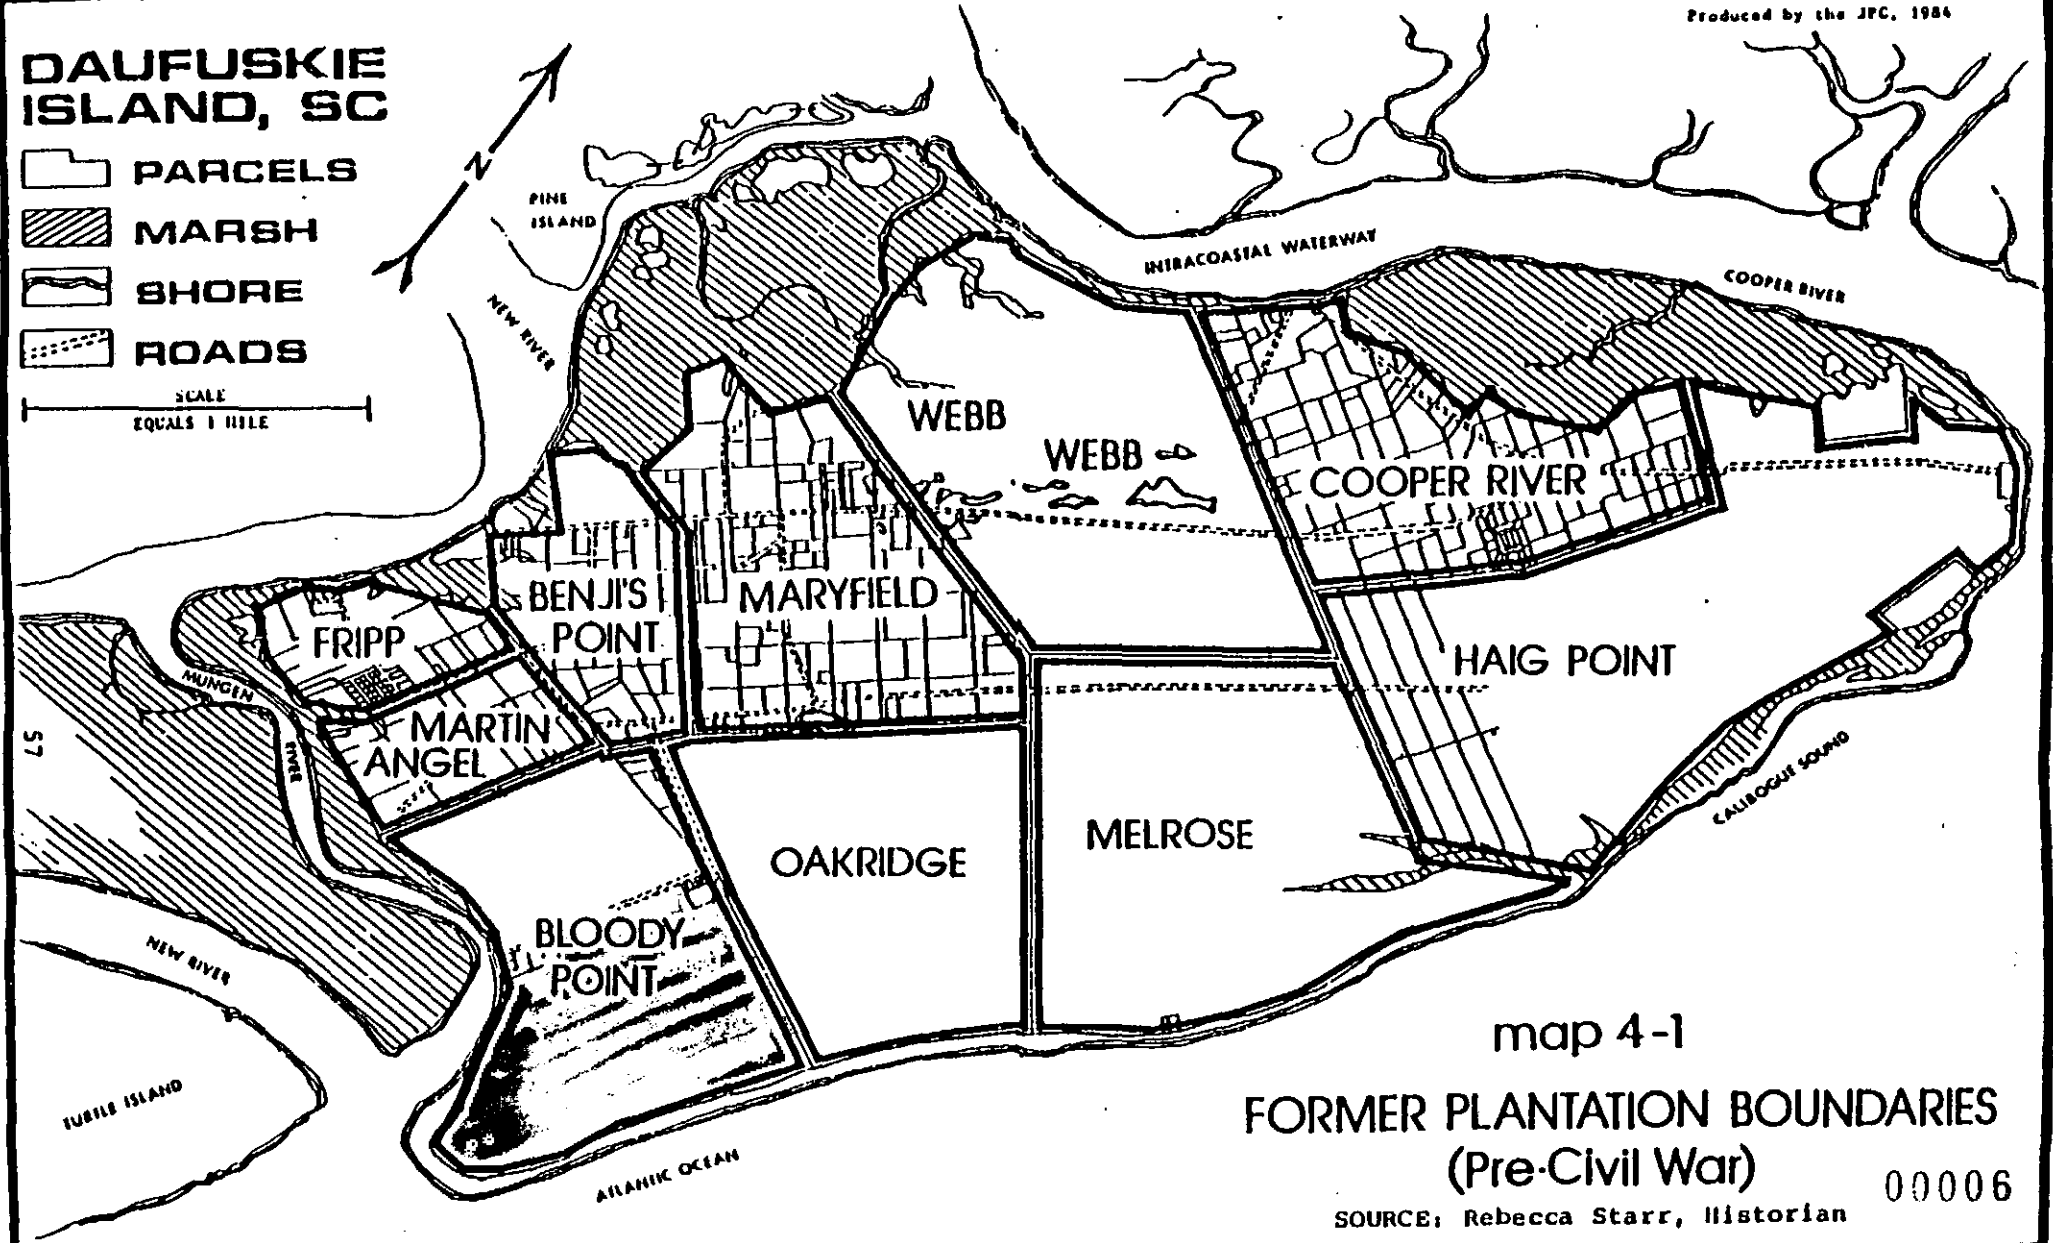 Produced by the JPC, 1984
DAUFUSKIE
ISLAND, SC
PARCELS
MARSH
SHORE
ROADS
SCALE
EQUALS 1 MILE
N
PINE
ISLAND
NEW RIVER
INTRACOASTAL WATERWAY
COOPER RIVER
WEBB
WEBB
COOPER RIVER
BENJI'S
POINT
MARYFIELD
FRIPP
HAIG POINT
MUNGEN
RIVER
MARTIN
ANGEL
57
CALIBOGUE SOUND
OAKRIDGE
MELROSE
BLOODY
POINT
NEW RIVER
TURTLE ISLAND
ATLANTIC OCEAN
map 4-1
FORMER PLANTATION BOUNDARIES
(Pre-Civil War)
00006
SOURCE: Rebecca Starr, Historian